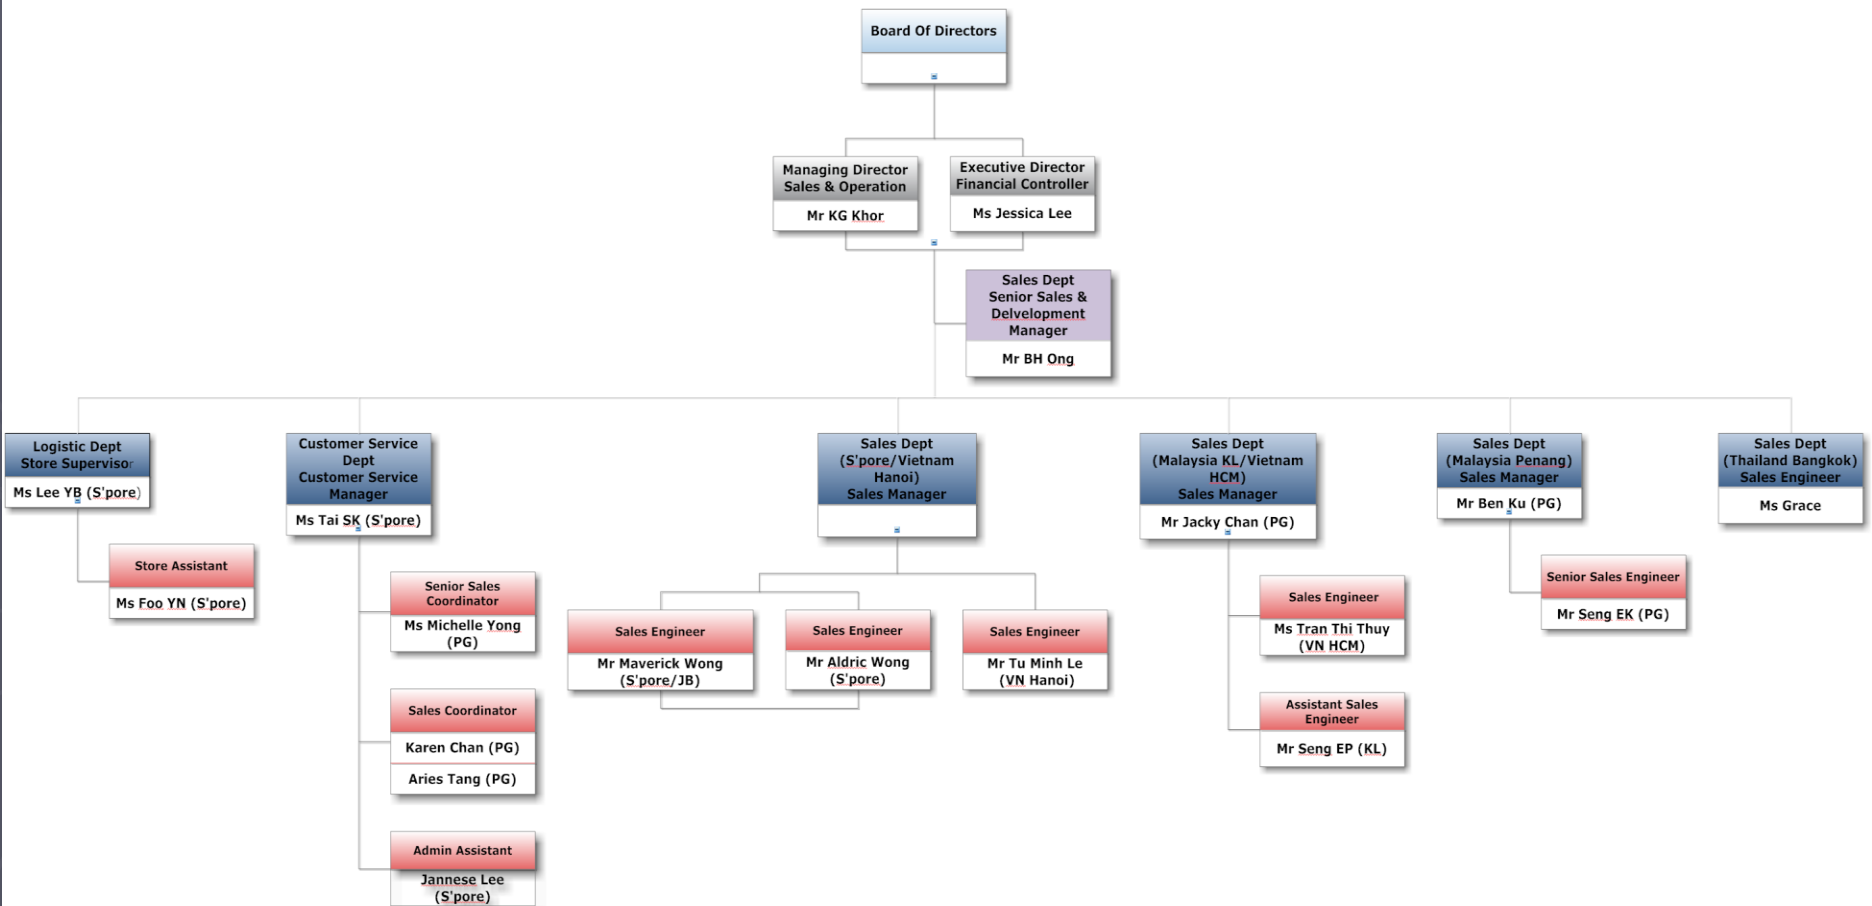 Board Of Directors
Managing Director
Sales & Operation
Mr KG Khor
Executive Director
Financial Controller
Ms Jessica Lee
Sales Dept
Senior Sales &
Delvelopment
Manager
Mr BH Ong
Logistic Dept
Store Supervisor
Ms Lee YB (S'pore)
Store Assistant
Ms Foo YN (S'pore)
Customer Service
Dept
Customer Service
Manager
Ms Tai SK (S'pore)
Senior Sales
Coordinator
Ms Michelle Yong
(PG)
Sales Coordinator
Karen Chan (PG)
Aries Tang (PG)
Admin Assistant
Jannese Lee
(S'pore)
Sales Dept
(S'pore/Vietnam
Hanoi)
Sales Manager
Sales Engineer
Mr Maverick Wong
(S'pore/JB)
Sales Engineer
Mr Aldric Wong
(S'pore)
Sales Engineer
Mr Tu Minh Le
(VN Hanoi)
Sales Dept
(Malaysia KL/Vietnam
HCM)
Sales Manager
Mr Jacky Chan (PG)
Sales Engineer
Ms Tran Thi Thuy
(VN HCM)
Assistant Sales
Engineer
Mr Seng EP (KL)
Sales Dept
(Malaysia Penang)
Sales Manager
Mr Ben Ku (PG)
Senior Sales Engineer
Mr Seng EK (PG)
Sales Dept
(Thailand Bangkok)
Sales Engineer
Ms Grace